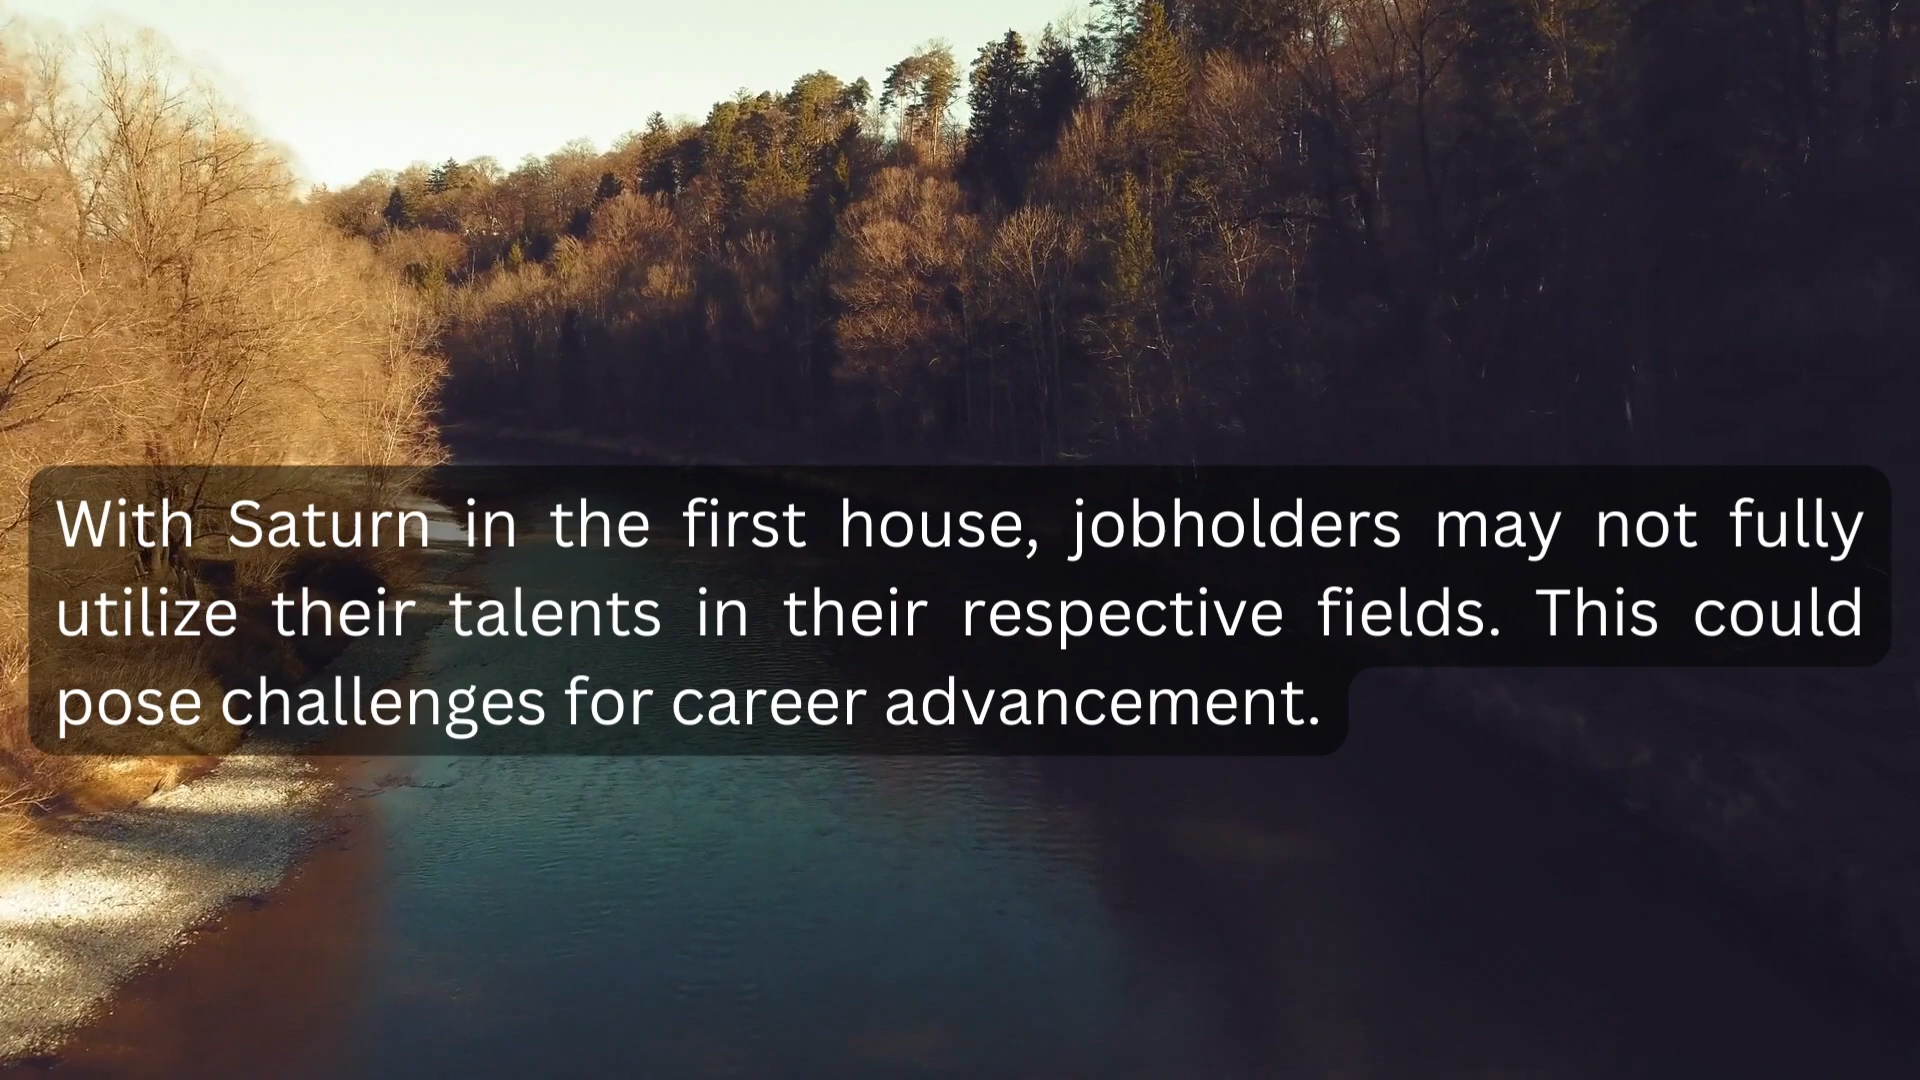 With Saturn in the first house, jobholders may not fully
utilize their talents in their respective fields. This could
pose challenges for career advancement.